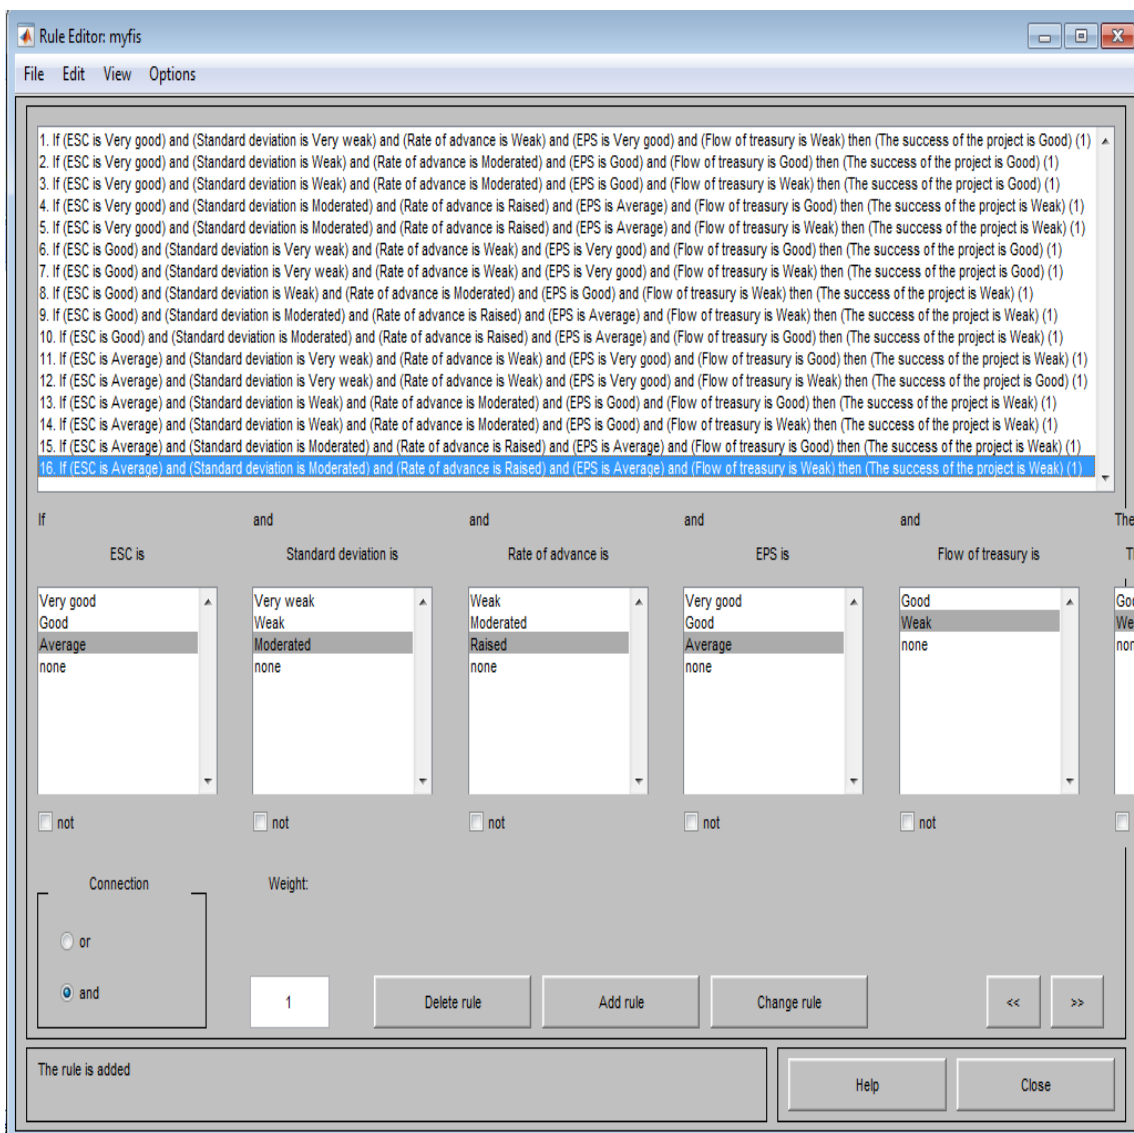 Rule Editor: myfis
File Edit View Options
1. If (ESC is Very good) and (Standard deviation is Very weak) and (Rate of advance is Weak) and (EPS is Very good) and (Flow of treasury is Weak) then (The success of the project is Good) (1)
2. If (ESC is Very good) and (Standard deviation is Weak) and (Rate of advance is Moderated) and (EPS is Good) and (Flow of treasury is Good) then (The success of the project is Good) (1)
3. If (ESC is Very good) and (Standard deviation is Weak) and (Rate of advance is Moderated) and (EPS is Good) and (Flow of treasury is Weak) then (The success of the project is Good) (1)
4. If (ESC is Very good) and (Standard deviation is Moderated) and (Rate of advance is Raised) and (EPS is Average) and (Flow of treasury is Good) then (The success of the project is Weak) (1)
5. If (ESC is Very good) and (Standard deviation is Moderated) and (Rate of advance is Raised) and (EPS is Average) and (Flow of treasury is Weak) then (The success of the project is Weak) (1)
6. If (ESC is Good) and (Standard deviation is Very weak) and (Rate of advance is Weak) and (EPS is Very good) and (Flow of treasury is Good) then (The success of the project is Good) (1)
7. If (ESC is Good) and (Standard deviation is Very weak) and (Rate of advance is Weak) and (EPS is Very good) and (Flow of treasury is Weak) then (The success of the project is Good) (1)
8. If (ESC is Good) and (Standard deviation is Weak) and (Rate of advance is Moderated) and (EPS is Good) and (Flow of treasury is Weak) then (The success of the project is Weak) (1)
9. If (ESC is Good) and (Standard deviation is Moderated) and (Rate of advance is Raised) and (EPS is Average) and (Flow of treasury is Weak) then (The success of the project is Weak) (1)
10. If (ESC is Good) and (Standard deviation is Moderated) and (Rate of advance is Raised) and (EPS is Average) and (Flow of treasury is Weak) then (The success of the project is Weak) (1)
11. If (ESC is Average) and (Standard deviation is Very weak) and (Rate of advance is Weak) and (EPS is Very good) and (Flow of treasury is Good) then (The success of the project is Weak) (1)
12. If (ESC is Average) and (Standard deviation is Very weak) and (Rate of advance is Weak) and (EPS is Very good) and (Flow of treasury is Weak) then (The success of the project is Good) (1)
13. If (ESC is Average) and (Standard deviation is Weak) and (Rate of advance is Moderated) and (EPS is Good) and (Flow of treasury is Good) then (The success of the project is Weak) (1)
14. If (ESC is Average) and (Standard deviation is Weak) and (Rate of advance is Moderated) and (EPS is Good) and (Flow of treasury is Weak) then (The success of the project is Weak) (1)
15. If (ESC is Average) and (Standard deviation is Moderated) and (Rate of advance is Raised) and (EPS is Average) and (Flow of treasury is Good) then (The success of the project is Weak) (1)
16. If (ESC is Average) and (Standard deviation is Moderated) and (Rate of advance is Raised) and (EPS is Average) and (Flow of treasury is Weak) then (The success of the project is Weak) (1)
If and and and and The
ESC is Standard deviation is Rate of advance is EPS is Flow of treasury is
Very good Very weak Weak Very good Good
Good Weak Moderated Good Weak
Average Moderated Raised Average none
none none none none
not not not not not
Connection Weight:
or
and 1 Delete rule Add rule Change rule << >>
The rule is added
Help Close